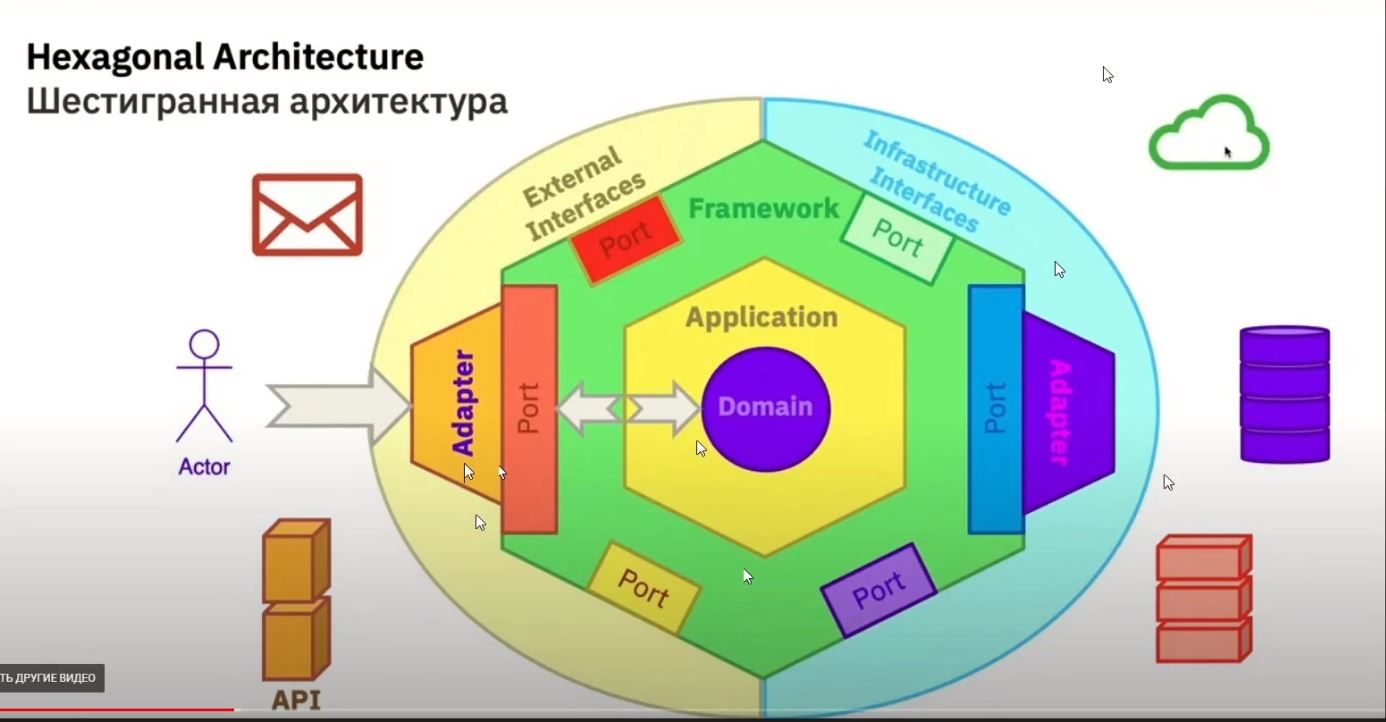 Hexagonal Architecture
Шестигранная архитектура
External
Interfaces
Infrastructure
Interfaces
Framework
Port
Port
Application
Adapter
Port
Domain
Port
Adapter
Actor
Port
Port
API
ТЬ ДРУГИЕ ВИДЕО